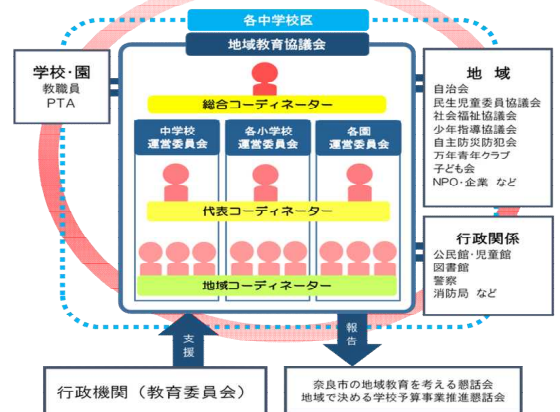 各中学校区
地域教育協議会
学校・園
教職員
PTA
総合コーディネーター
中学校
運営委員会
各小学校
運営委員会
各園
運営委員会
代表コーディネーター
地域コーディネーター
地 域
自治会
民生児童委員協議会
社会福祉協議会
少年指導協議会
自主防災防犯会
万年青年クラブ
子ども会
NPO・企業 など
行政関係
公民館・児童館
図書館
警察
消防局 など
支援
報告
行政機関（教育委員会）
奈良市の地域教育を考える懇話会
地域で決める学校予算事業推進懇話会